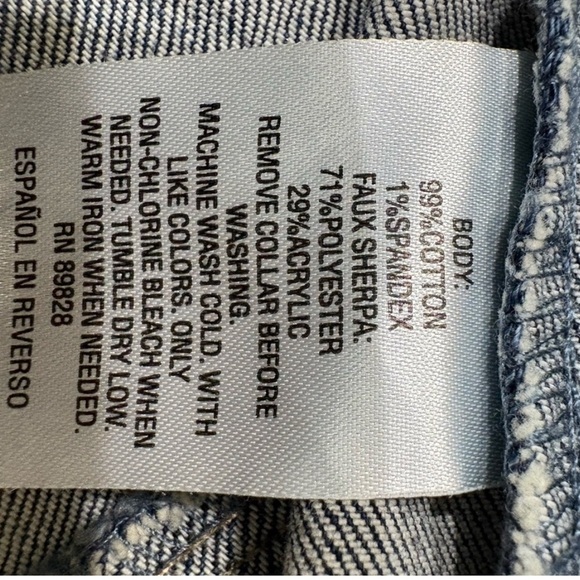 BODY:
99%COTTON
1%SPANDEX
FAUX SHERPA:
71%POLYESTER
29%ACRYLIC
REMOVE COLLAR BEFORE
WASHING.
MACHINE WASH COLD. WITH
LIKE COLORS. ONLY
NON-CHLORINE BLEACH WHEN
NEEDED. TUMBLE DRY LOW.
WARM IRON WHEN NEEDED.
RN 89828
ESPAÑOL EN REVERSO